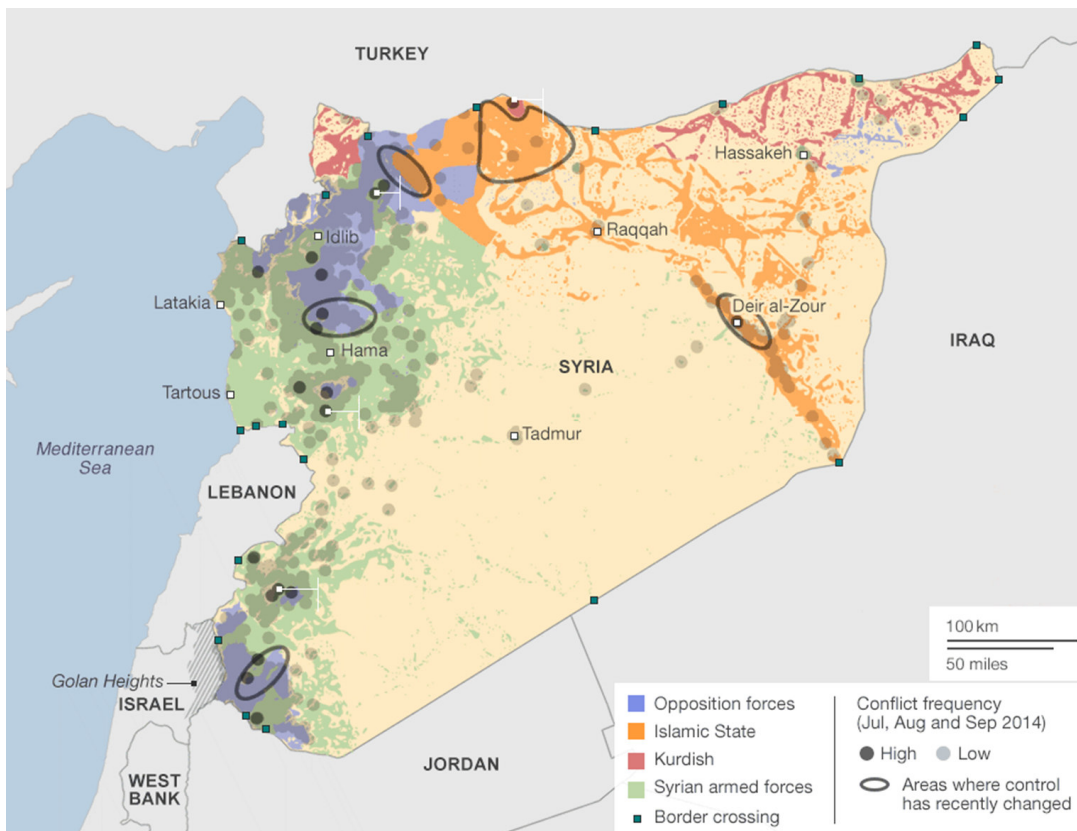 TURKEY
Hassakeh
Idlib
Raqqah
Latakia
Deir al-Zour
IRAQ
Hama
SYRIA
Tartous
Tadmur
Mediterranean
Sea
LEBANON
100 km
50 miles
Golan Heights
ISRAEL
JORDAN
WEST
BANK
Opposition forces
Islamic State
Kurdish
Syrian armed forces
Border crossing
Conflict frequency
(Jul, Aug and Sep 2014)
High
Low
Areas where control
has recently changed